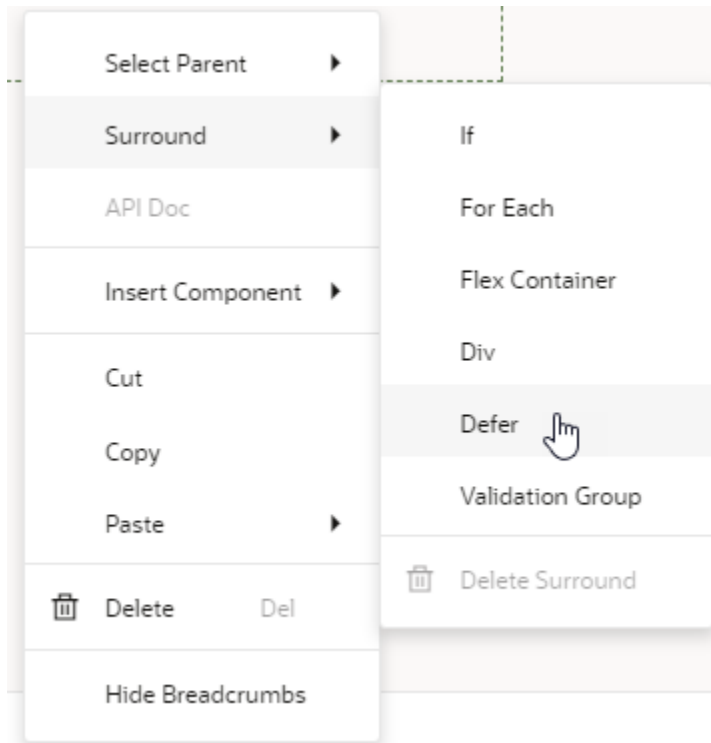 Select Parent
Surround
API Doc
Insert Component
Cut
Copy
Paste
Delete Del
Hide Breadcrumbs
If
For Each
Flex Container
Div
Defer
Validation Group
Delete Surround